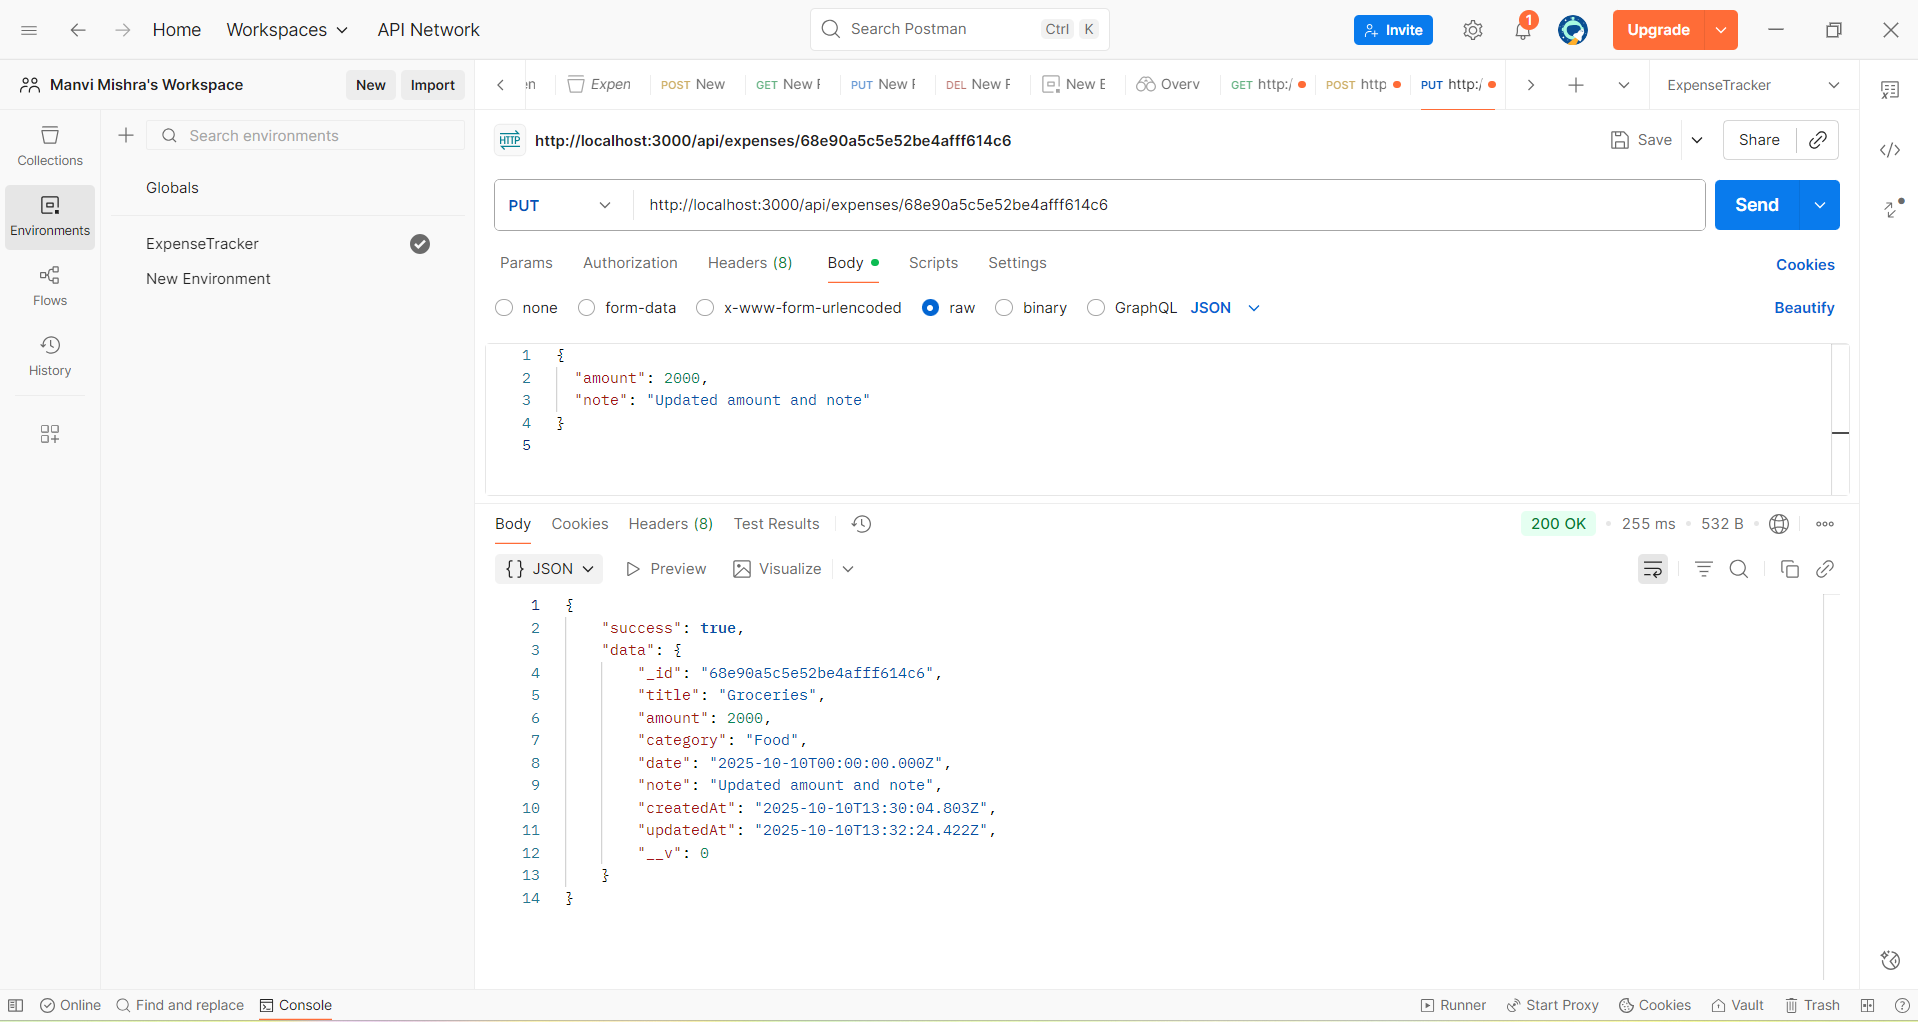 Home Workspaces API Network Search Postman Ctrl K Invite 1 Upgrade
Manvi Mishra's Workspace New Import
en Expen POST New GET New F PUT New F DEL New F New E Overv GET http:/ POST http PUT http:/ ExpenseTracker
Collections
Environments
Flows
History
Search environments
Globals
ExpenseTracker
New Environment
HTTP http://localhost:3000/api/expenses/68e90a5c5e52be4afff614c6 Save Share
PUT http://localhost:3000/api/expenses/68e90a5c5e52be4afff614c6 Send
Params Authorization Headers (8) Body Scripts Settings Cookies
none form-data x-www-form-urlencoded raw binary GraphQL JSON Beautify
1 {
2 "amount": 2000,
3 "note": "Updated amount and note"
4 }
5
Body Cookies Headers (8) Test Results 200 OK 255 ms 532 B
{} JSON Preview Visualize
1 {
2 "success": true,
3 "data": {
4 "_id": "68e90a5c5e52be4afff614c6",
5 "title": "Groceries",
6 "amount": 2000,
7 "category": "Food",
8 "date": "2025-10-10T00:00:00.000Z",
9 "note": "Updated amount and note",
10 "createdAt": "2025-10-10T13:30:04.803Z",
11 "updatedAt": "2025-10-10T13:32:24.422Z",
12 "__v": 0
13 }
14 }
Online Find and replace Console Runner Start Proxy Cookies Vault Trash